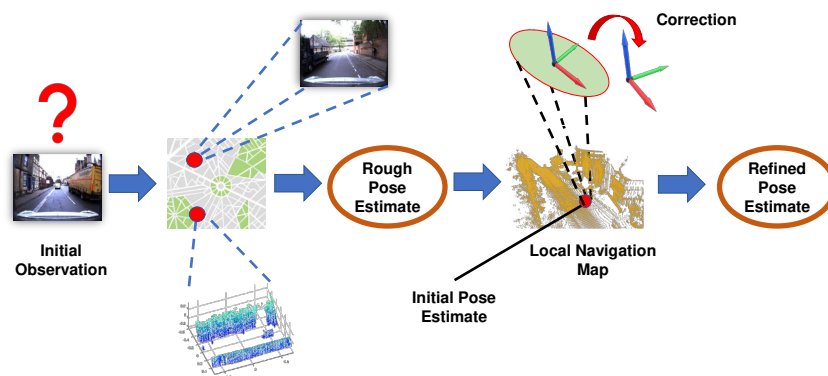 Correction
?
Rough
Pose
Estimate
Refined
Pose
Estimate
Initial
Observation
Local Navigation
Map
Initial Pose
Estimate